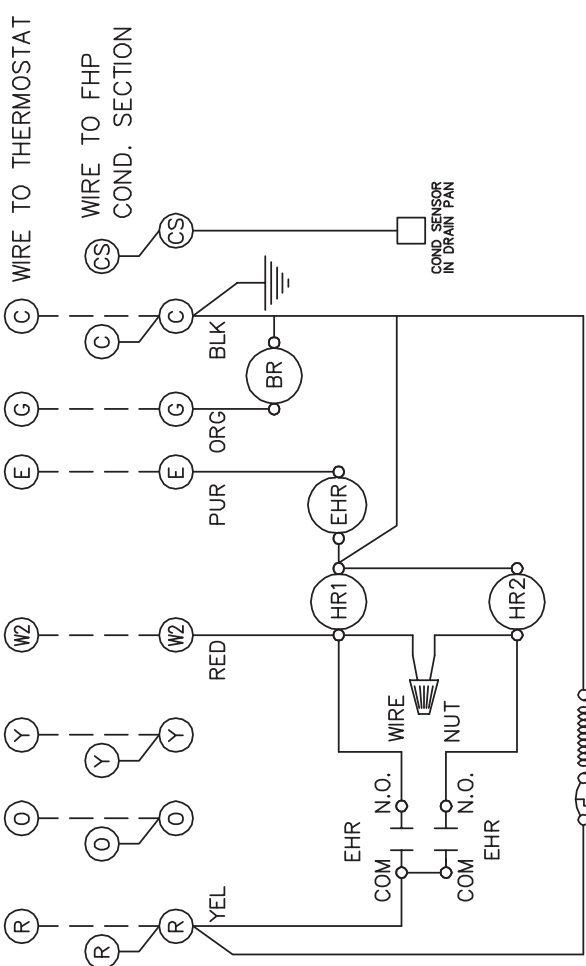 WIRE TO THERMOSTAT
WIRE TO FHP
COND. SECTION
R
O
Y
W2
E
G
C
R
O
Y
C
CS
R
O
Y
W2
E
G
C
CS
YEL
RED
PUR
ORG
BLK
BR
EHR
HR1
HR2
COND SENSOR
IN DRAIN PAN
WIRE
NUT
EHR
COM
N.O.
COM
N.O.
EHR